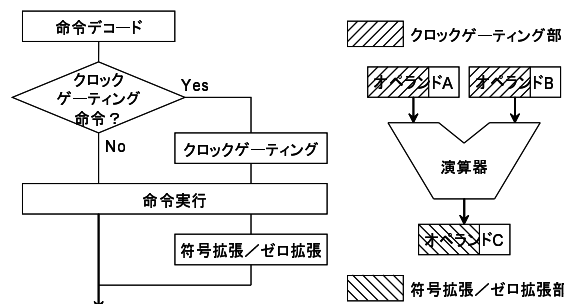 命令デコード
クロック
ゲーティング
命令？
Yes
No
クロックゲーティング
命令実行
符号拡張／ゼロ拡張
クロックゲーティング部
オペランドA
オペランドB
演算器
オペランドC
符号拡張／ゼロ拡張部